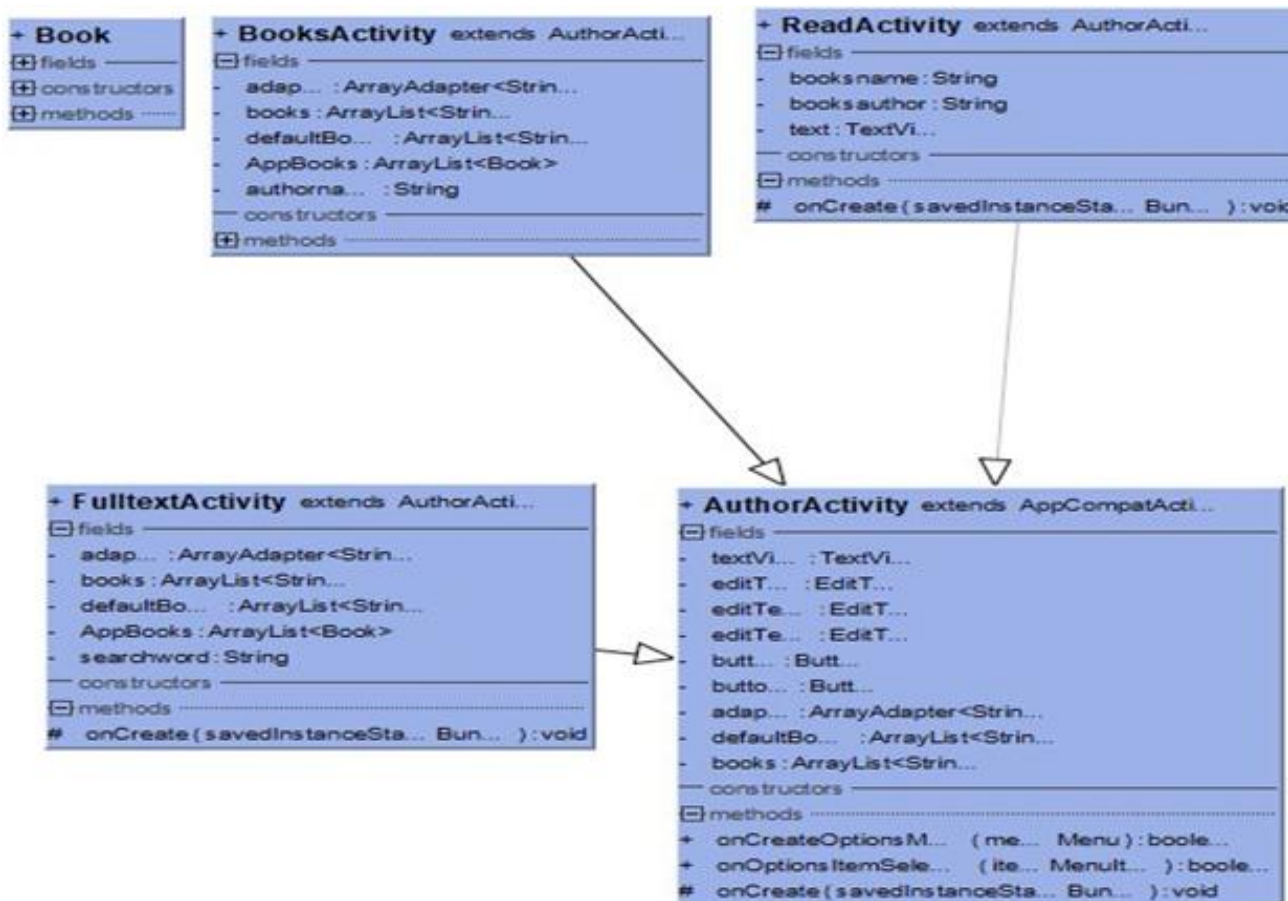 + Book
fields
constructors
methods
+ BooksActivity extends AuthorActi...
fields
- adap... : ArrayAdapter<Strin...
- books : ArrayList<Strin...
- defaultBo... : ArrayList<Strin...
- AppBooks : ArrayList<Book>
- authorna... : String
constructors
methods
+ ReadActivity extends AuthorActi...
fields
- booksname : String
- booksauthor : String
- text : TextVi...
constructors
methods
# onCreate ( savedInstanceSta... Bun... ) : void
+ FulltextActivity extends AuthorActi...
fields
- adap... : ArrayAdapter<Strin...
- books : ArrayList<Strin...
- defaultBo... : ArrayList<Strin...
- AppBooks : ArrayList<Book>
- searchword : String
constructors
methods
# onCreate ( savedInstanceSta... Bun... ) : void
+ AuthorActivity extends AppCompatActi...
fields
- textVi... : TextVi...
- editT... : EditT...
- editTe... : EditT...
- editTe... : EditT...
- butt... : Butt...
- butto... : Butt...
- adap... : ArrayAdapter<Strin...
- defaultBo... : ArrayList<Strin...
- books : ArrayList<Strin...
constructors
methods
+ onCreateOptionsM... ( me... Menu ) : boole...
+ onOptionsItemSele... ( ite... MenuIt... ) : boole...
# onCreate ( savedInstanceSta... Bun... ) : void